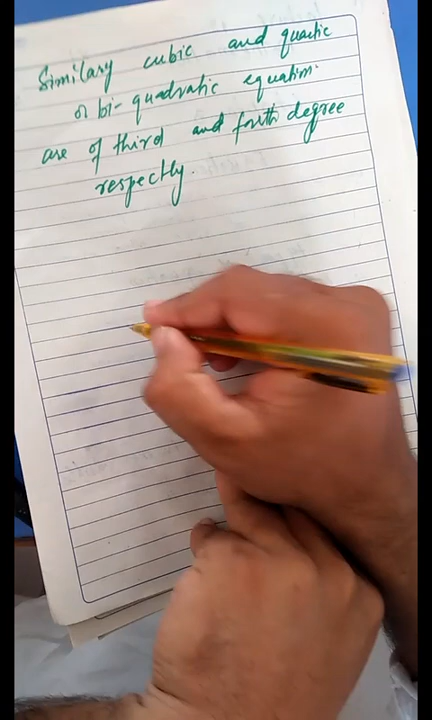 Similary cubic and quartic
or bi-quadratic equation.
are of third and forth degree
respectly.